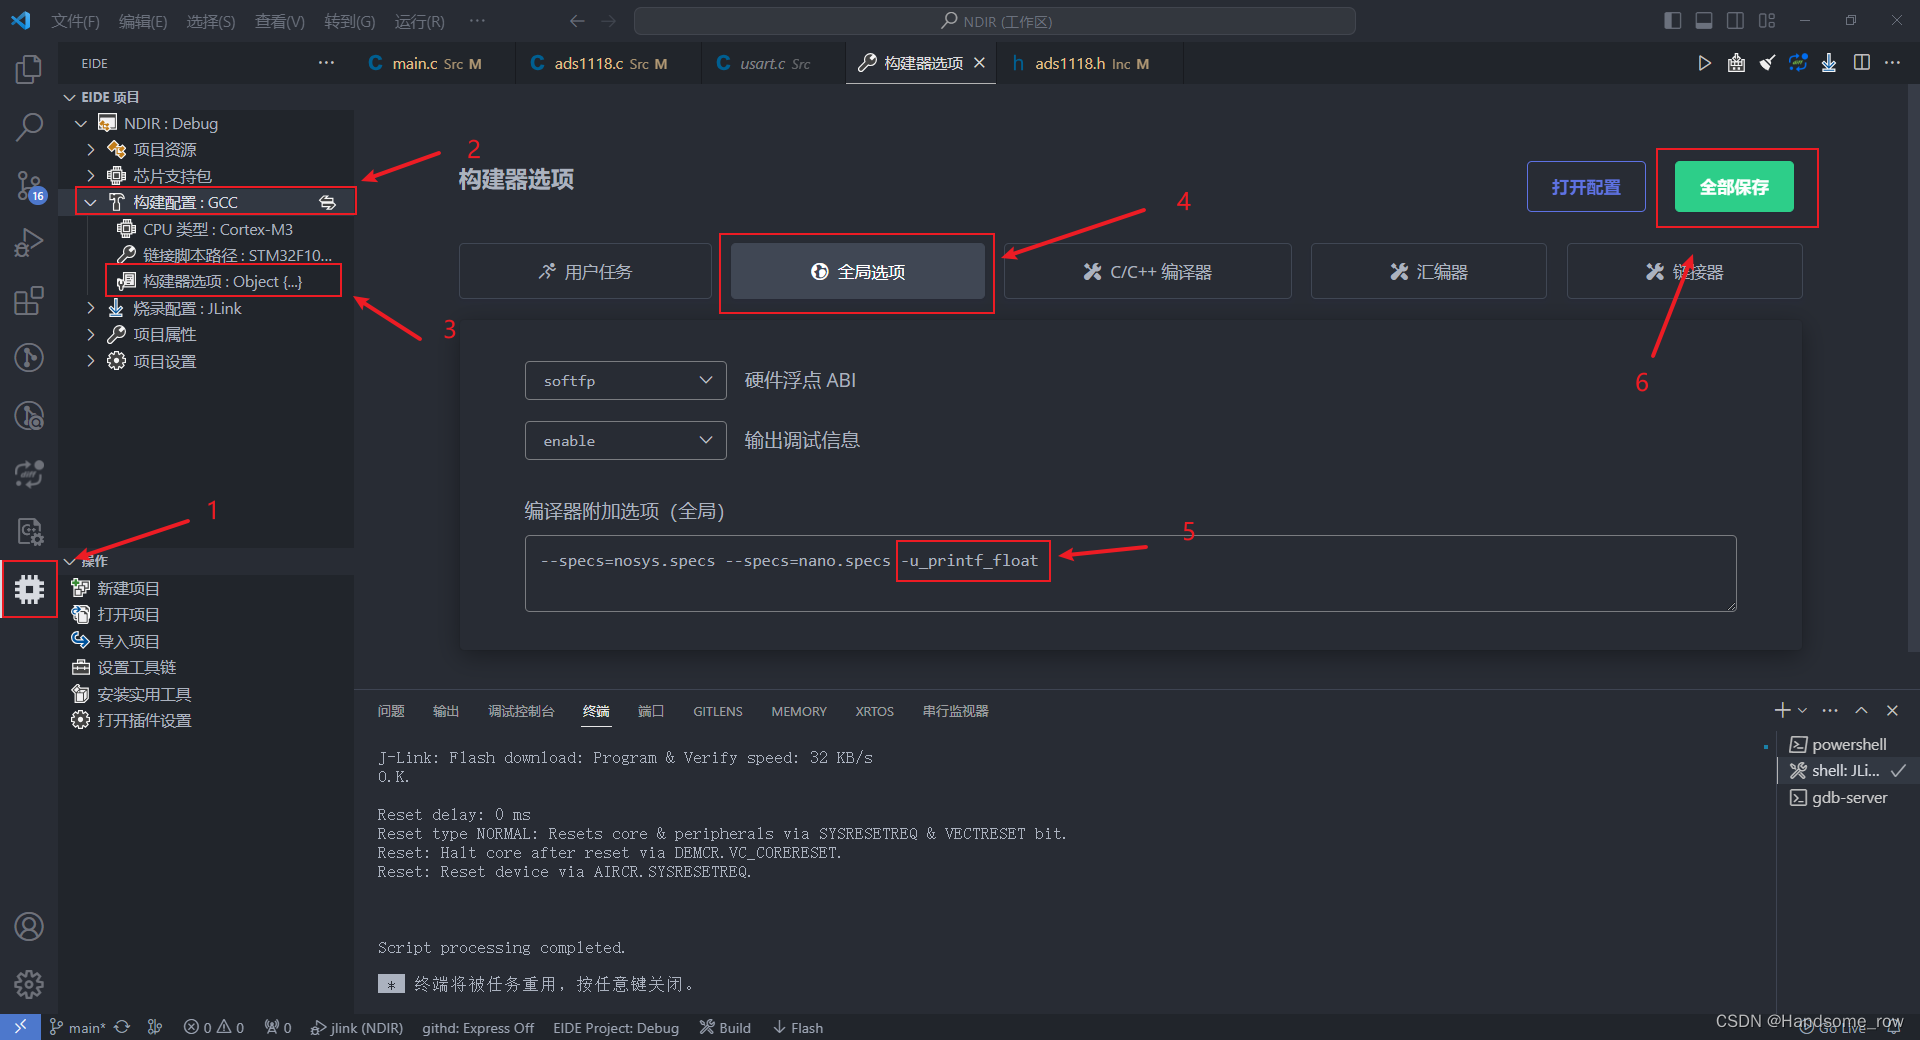 文件(F) 编辑(E) 选择(S) 查看(V) 转到(G) 运行(R) ···
NDIR (工作区)
EIDE ···
main.c Src M
ads1118.c Src M
usart.c Src
构建器选项
ads1118.h Inc M
EIDE 项目
NDIR : Debug
项目资源
芯片支持包
构建配置 : GCC
CPU 类型 : Cortex-M3
链接脚本路径 : STM32F10...
构建器选项 : Object {...}
烧录配置 : JLink
项目属性
项目设置
16
2
3
1
构建器选项
打开配置
全部保存
4
用户任务
全局选项
C/C++ 编译器
汇编器
链接器
6
softfp
硬件浮点 ABI
enable
输出调试信息
编译器附加选项（全局）
5
--specs=nosys.specs --specs=nano.specs -u_printf_float
操作
新建项目
打开项目
导入项目
设置工具链
安装实用工具
打开插件设置
问题 输出 调试控制台 终端 端口 GITLENS MEMORY XRTOS 串行监视器
J-Link: Flash download: Program & Verify speed: 32 KB/s
O.K.
Reset delay: 0 ms
Reset type NORMAL: Resets core & peripherals via SYSRESETREQ & VECTRESET bit.
Reset: Halt core after reset via DEMCR.VC_CORERESET.
Reset: Reset device via AIRCR.SYSRESETREQ.
Script processing completed.
* 终端将被任务重用，按任意键关闭。
powershell
shell: JLi...
gdb-server
main* 0 0 0 jlink (NDIR) githd: Express Off EIDE Project: Debug Build Flash
Go Live
CSDN @Handsome_row